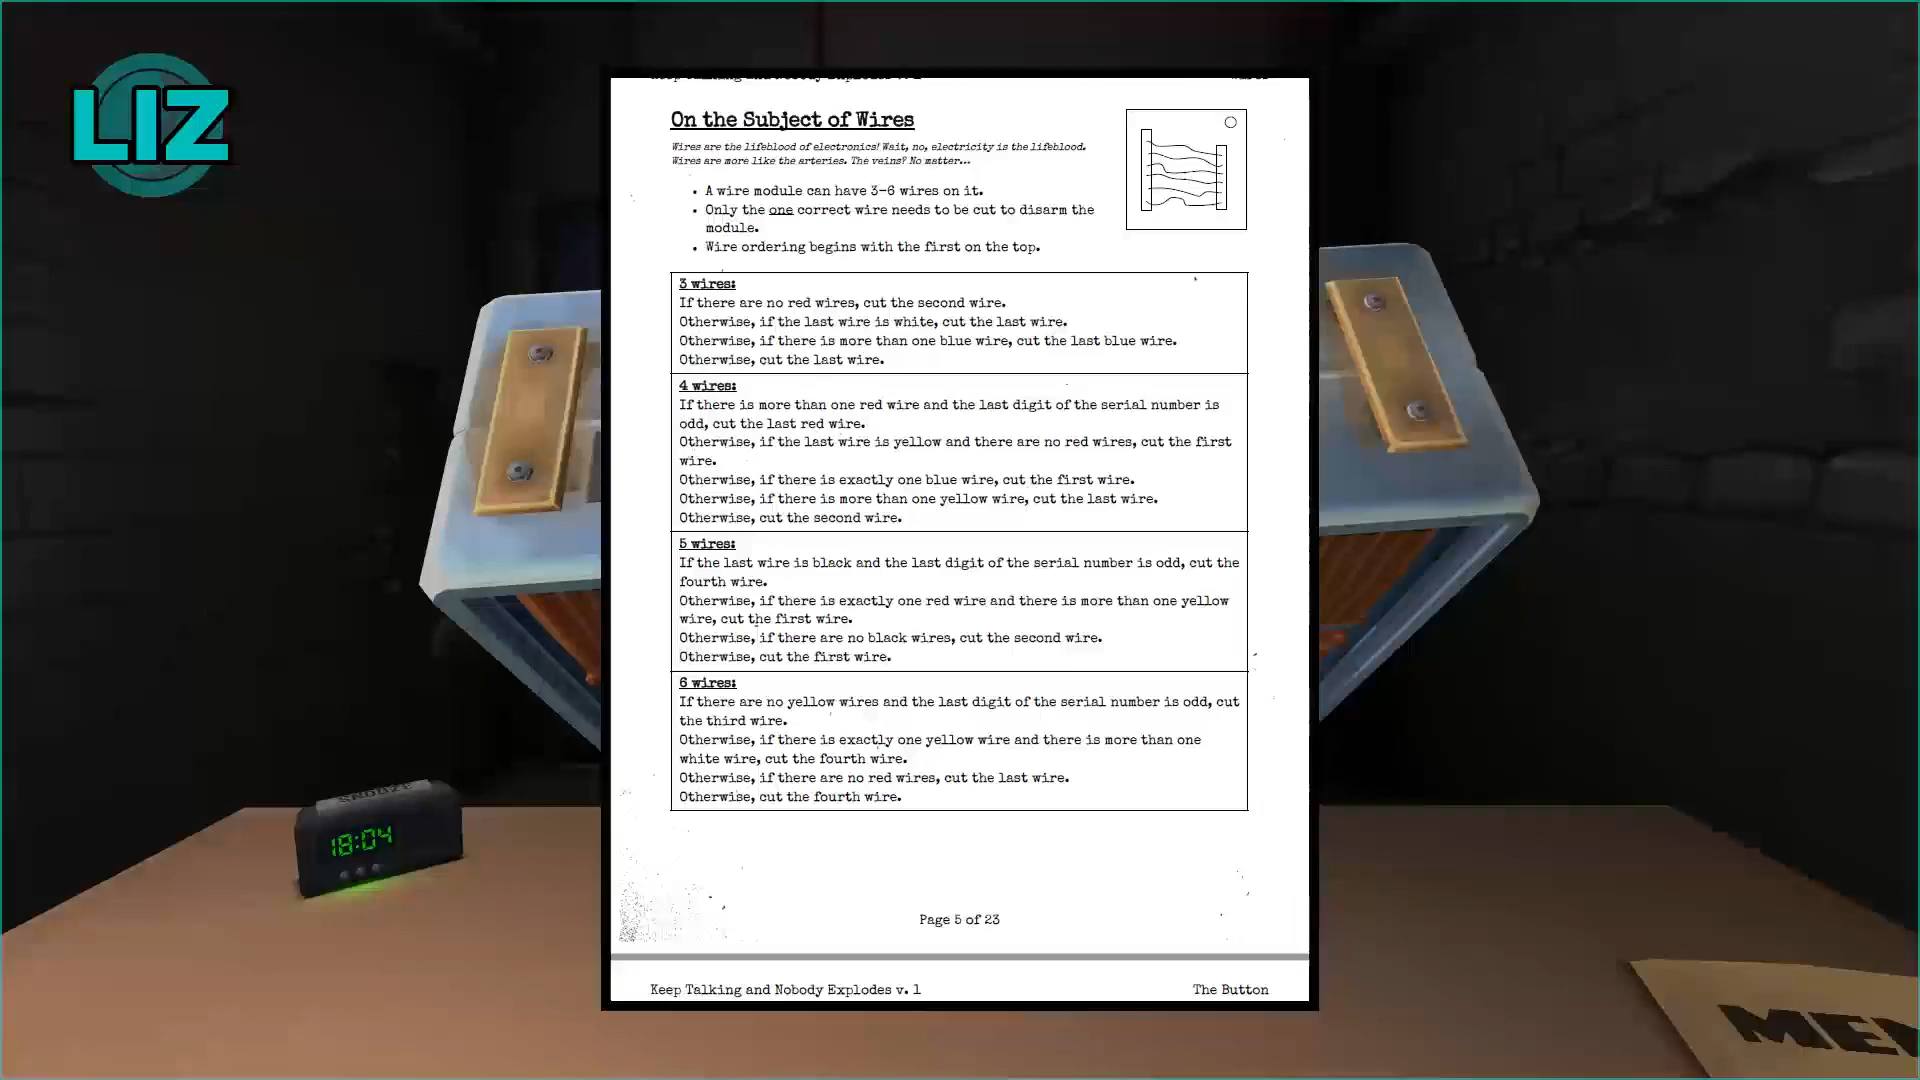 LIZ
On the Subject of Wires
Wires are the lifeblood of electronics! Wait, no, electricity is the lifeblood.
Wires are more like the arteries. The veins? No matter...
• A wire module can have 3-6 wires on it.
• Only the one correct wire needs to be cut to disarm the
module.
• Wire ordering begins with the first on the top.
3 wires:
If there are no red wires, cut the second wire.
Otherwise, if the last wire is white, cut the last wire.
Otherwise, if there is more than one blue wire, cut the last blue wire.
Otherwise, cut the last wire.
4 wires:
If there is more than one red wire and the last digit of the serial number is
odd, cut the last red wire.
Otherwise, if the last wire is yellow and there are no red wires, cut the first
wire.
Otherwise, if there is exactly one blue wire, cut the first wire.
Otherwise, if there is more than one yellow wire, cut the last wire.
Otherwise, cut the second wire.
5 wires:
If the last wire is black and the last digit of the serial number is odd, cut the
fourth wire.
Otherwise, if there is exactly one red wire and there is more than one yellow
wire, cut the first wire.
Otherwise, if there are no black wires, cut the second wire.
Otherwise, cut the first wire.
6 wires:
If there are no yellow wires and the last digit of the serial number is odd, cut
the third wire.
Otherwise, if there is exactly one yellow wire and there is more than one
white wire, cut the fourth wire.
Otherwise, if there are no red wires, cut the last wire.
Otherwise, cut the fourth wire.
Page 5 of 23
Keep Talking and Nobody Explodes v. 1
The Button
SNOOZE
18:04